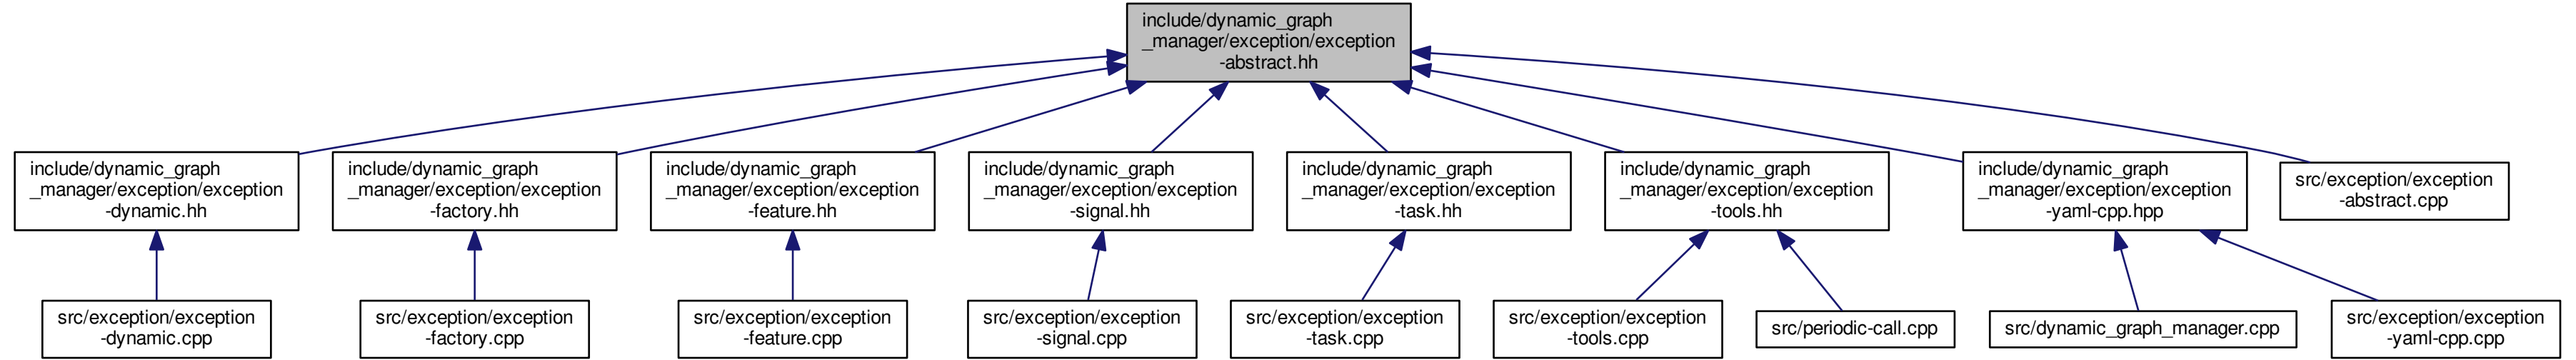 include/dynamic_graph
_manager/exception/exception
-abstract.hh
include/dynamic_graph
_manager/exception/exception
-dynamic.hh
include/dynamic_graph
_manager/exception/exception
-factory.hh
include/dynamic_graph
_manager/exception/exception
-feature.hh
include/dynamic_graph
_manager/exception/exception
-signal.hh
include/dynamic_graph
_manager/exception/exception
-task.hh
include/dynamic_graph
_manager/exception/exception
-tools.hh
include/dynamic_graph
_manager/exception/exception
-yaml-cpp.hpp
src/exception/exception
-abstract.cpp
src/exception/exception
-dynamic.cpp
src/exception/exception
-factory.cpp
src/exception/exception
-feature.cpp
src/exception/exception
-signal.cpp
src/exception/exception
-task.cpp
src/exception/exception
-tools.cpp
src/periodic-call.cpp
src/dynamic_graph_manager.cpp
src/exception/exception
-yaml-cpp.cpp